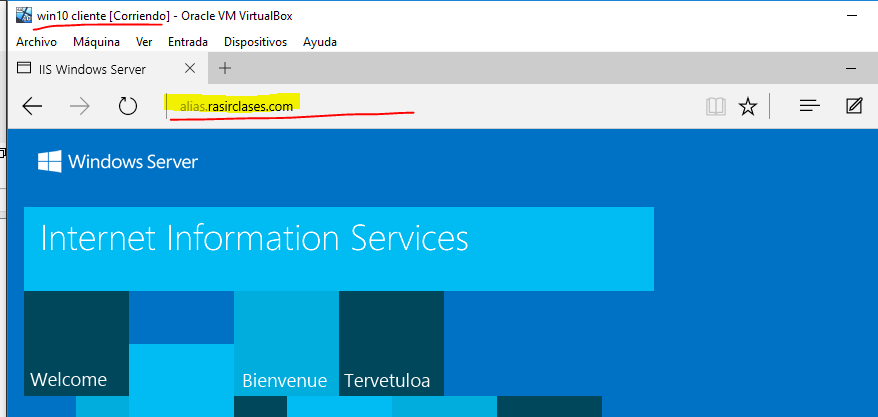 win10 cliente [Corriendo] - Oracle VM VirtualBox
Archivo Máquina Ver Entrada Dispositivos Ayuda
IIS Windows Server
alias.rasirclases.com
Windows Server
Internet Information Services
Welcome Bienvenue Tervetuloa